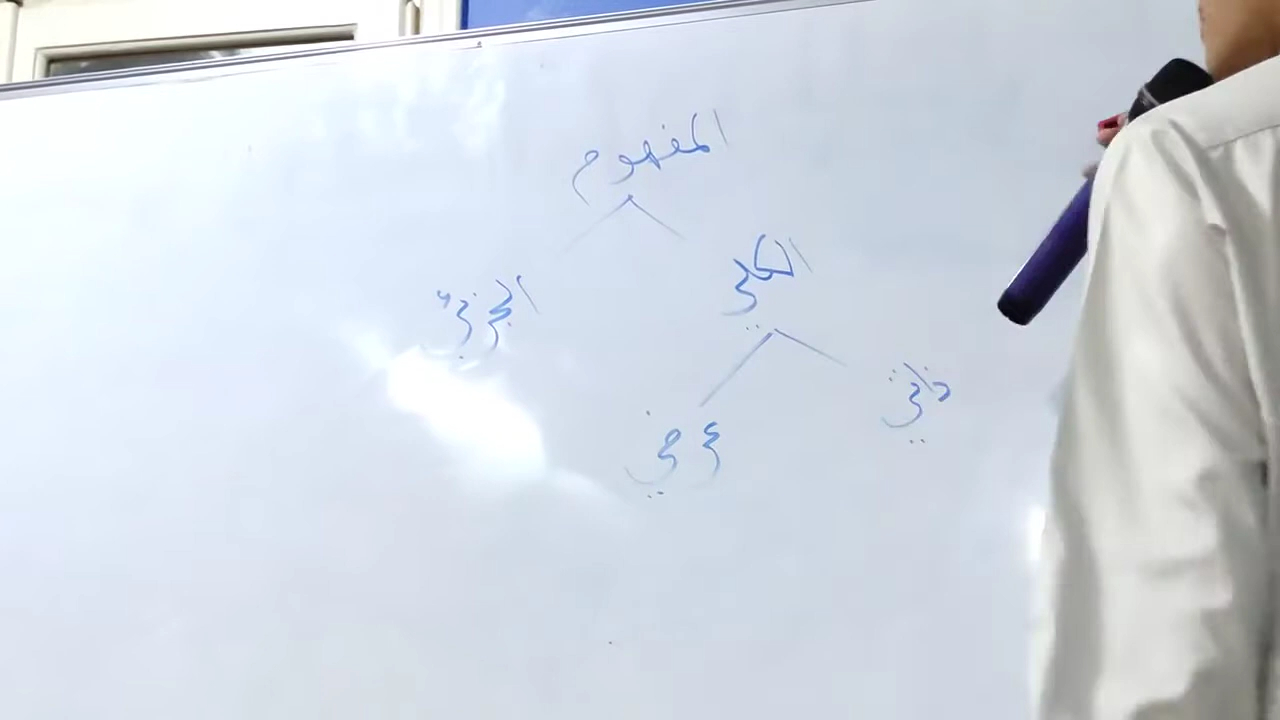 المفهوم
الكلي
الجزئي
ذاتي
عرضي